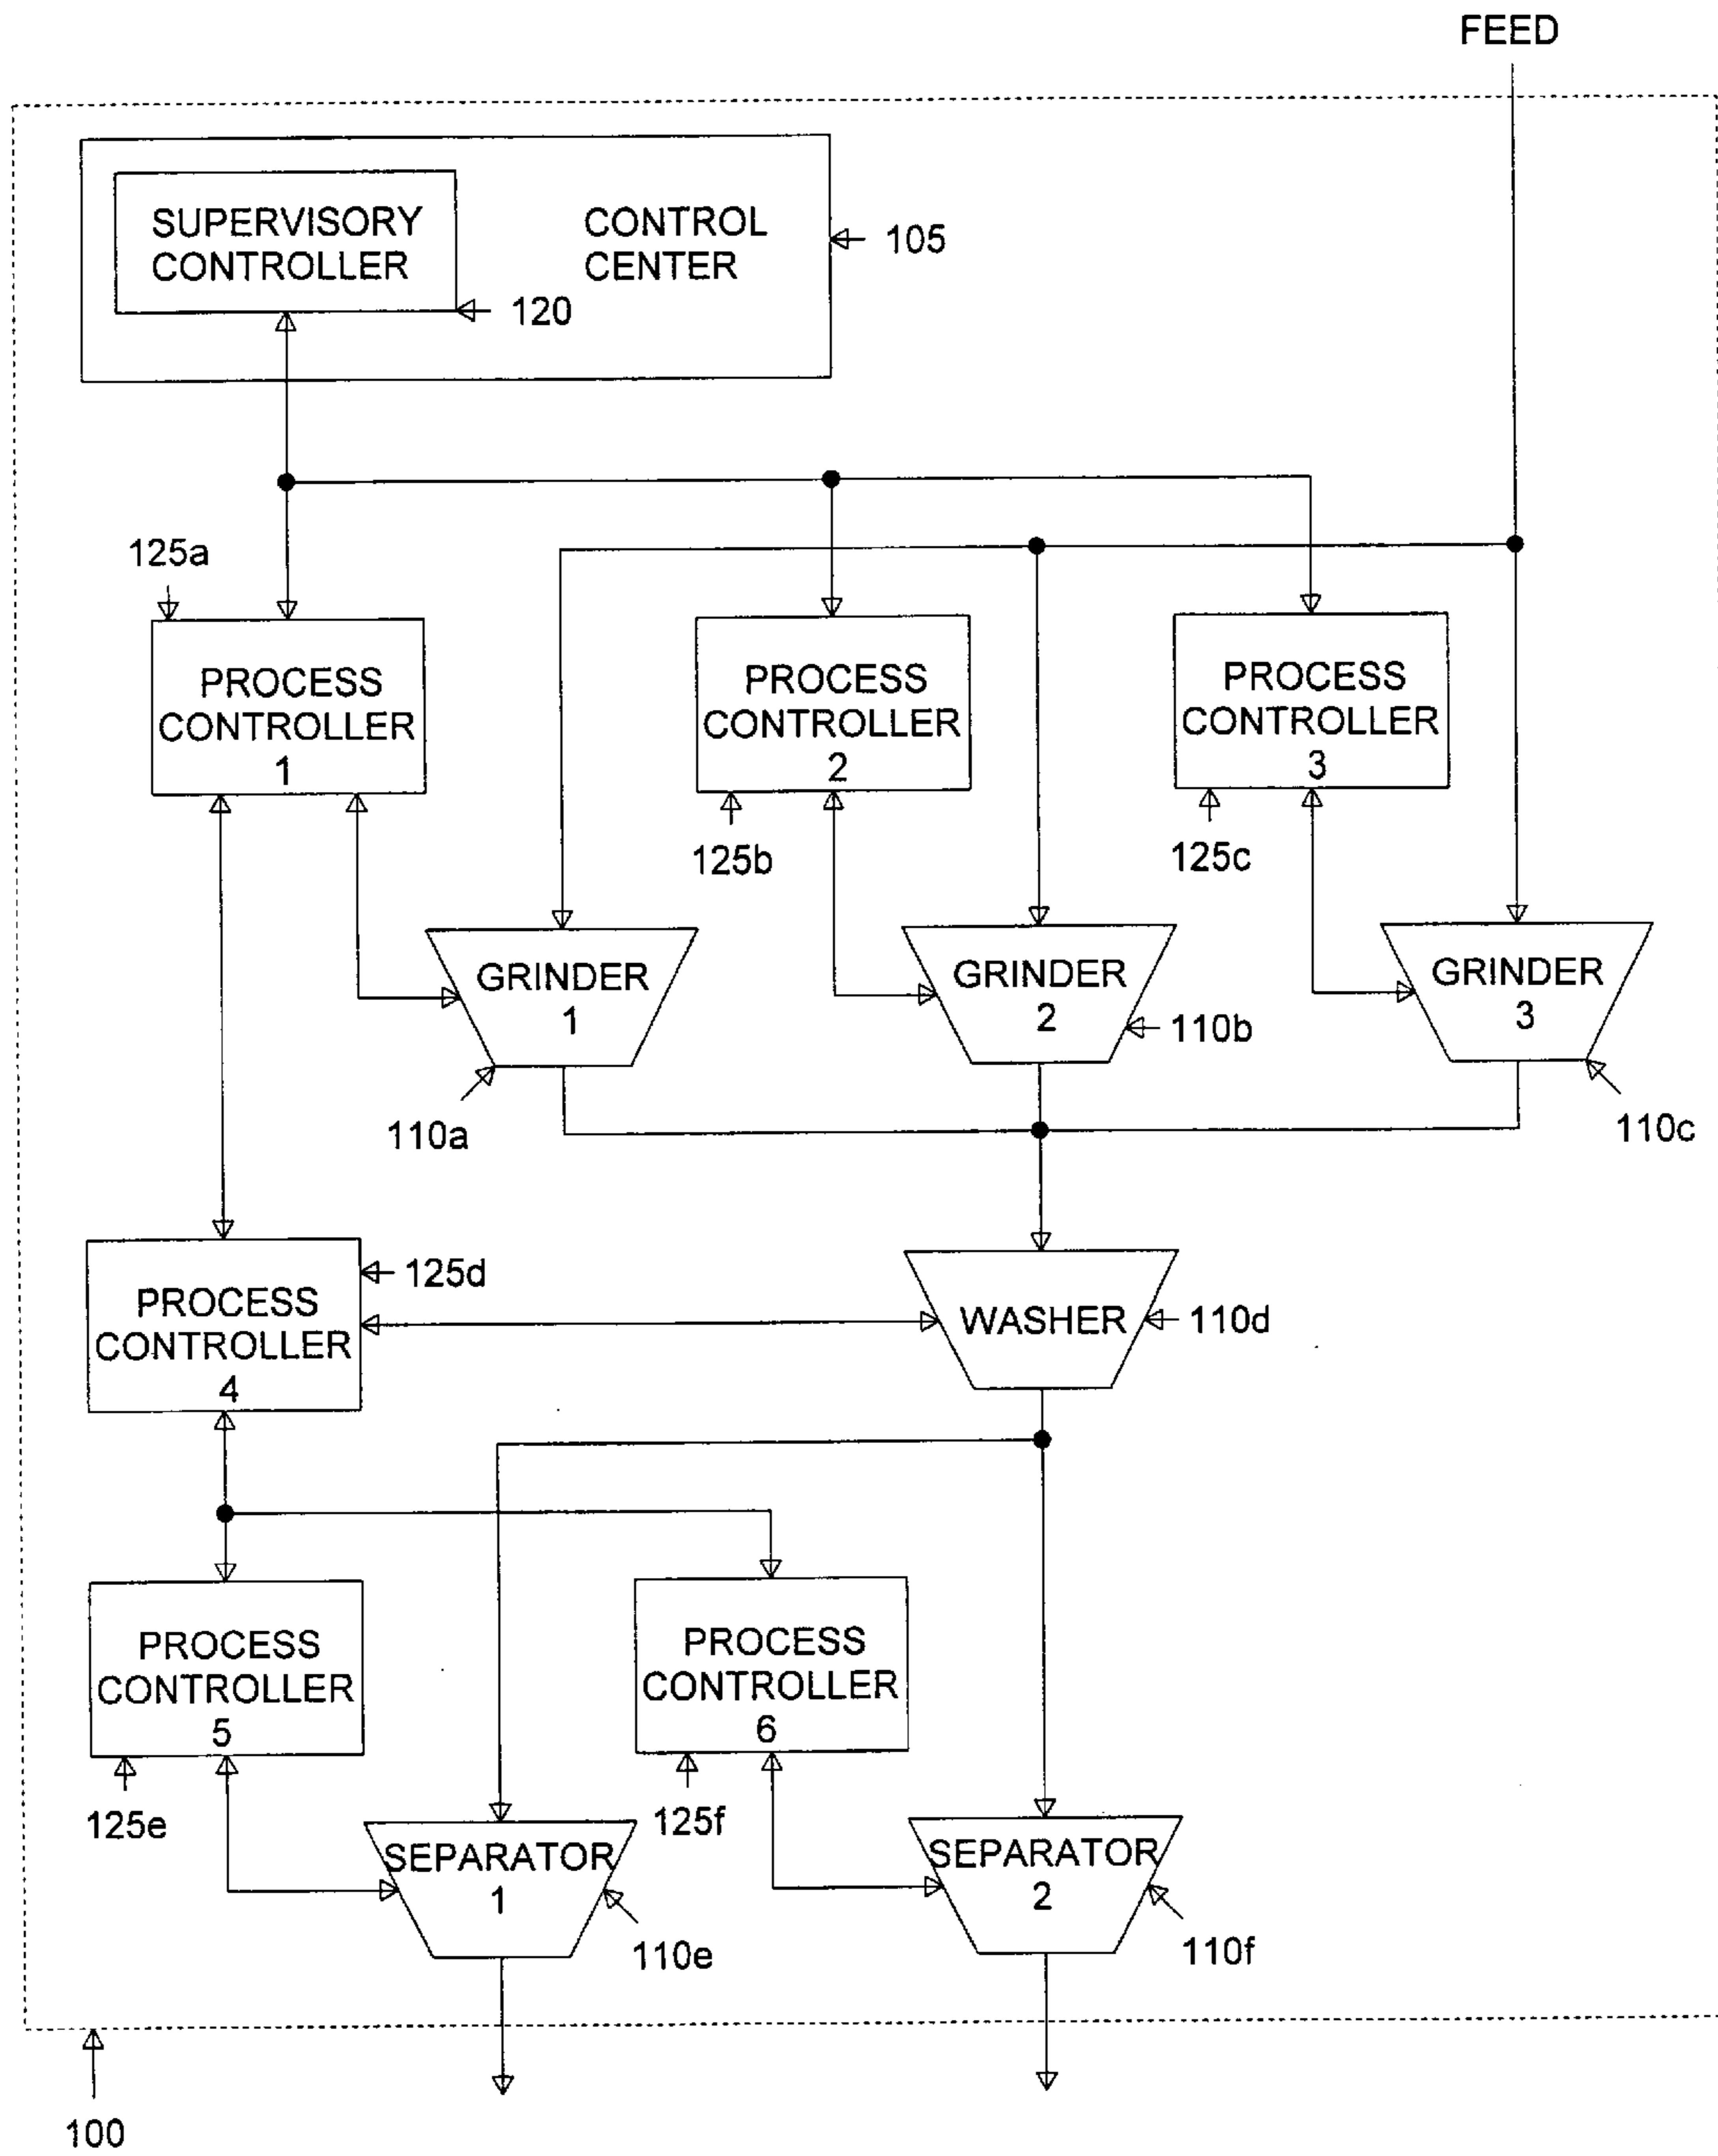 FEED
SUPERVISORY
CONTROLLER
CONTROL
CENTER
105
120
125a
PROCESS
CONTROLLER
1
PROCESS
CONTROLLER
2
PROCESS
CONTROLLER
3
125b
125c
GRINDER
1
GRINDER
2
GRINDER
3
110b
110a
110c
125d
PROCESS
CONTROLLER
4
WASHER
110d
PROCESS
CONTROLLER
5
PROCESS
CONTROLLER
6
125e
125f
SEPARATOR
1
SEPARATOR
2
110e
110f
100